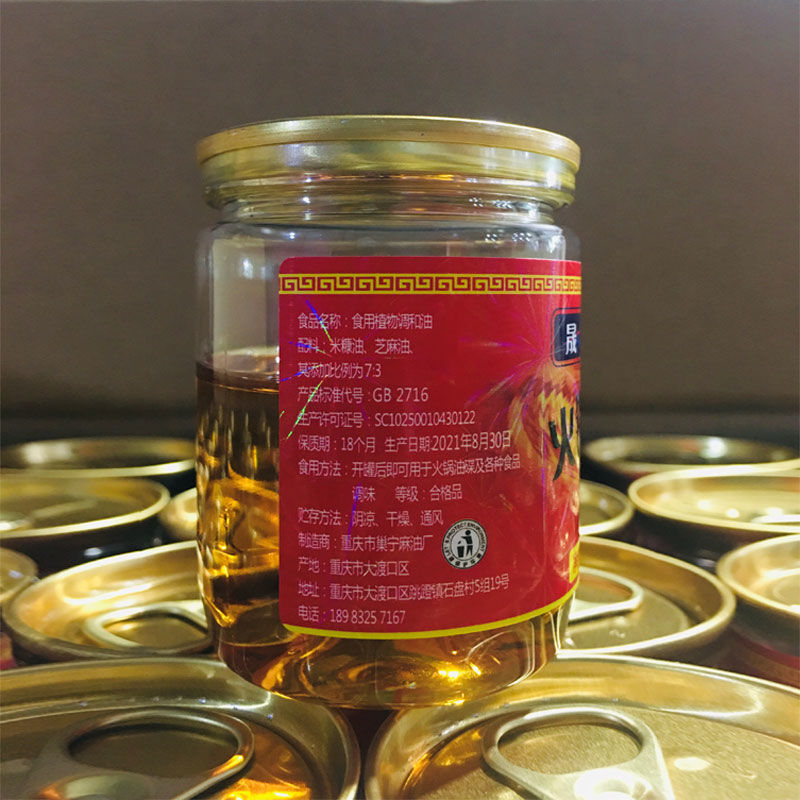 食品名称：食用植物调和油
配料：米糠油、芝麻油、
其添加比例为7:3
产品标准代号：GB 2716
生产许可证号：SC10250010430122
保质期：18个月 生产日期:2021年8月30日
食用方法：开罐后即可用于火锅油碟及各种食品
调味 等级：合格品
贮存方法：阴凉、干燥、通风
制造商：重庆市巢宁麻油厂
产地：重庆市大渡口区
地址：重庆市大渡口区跳蹬镇石盘村5组19号
电话：189 8325 7167
晟
火